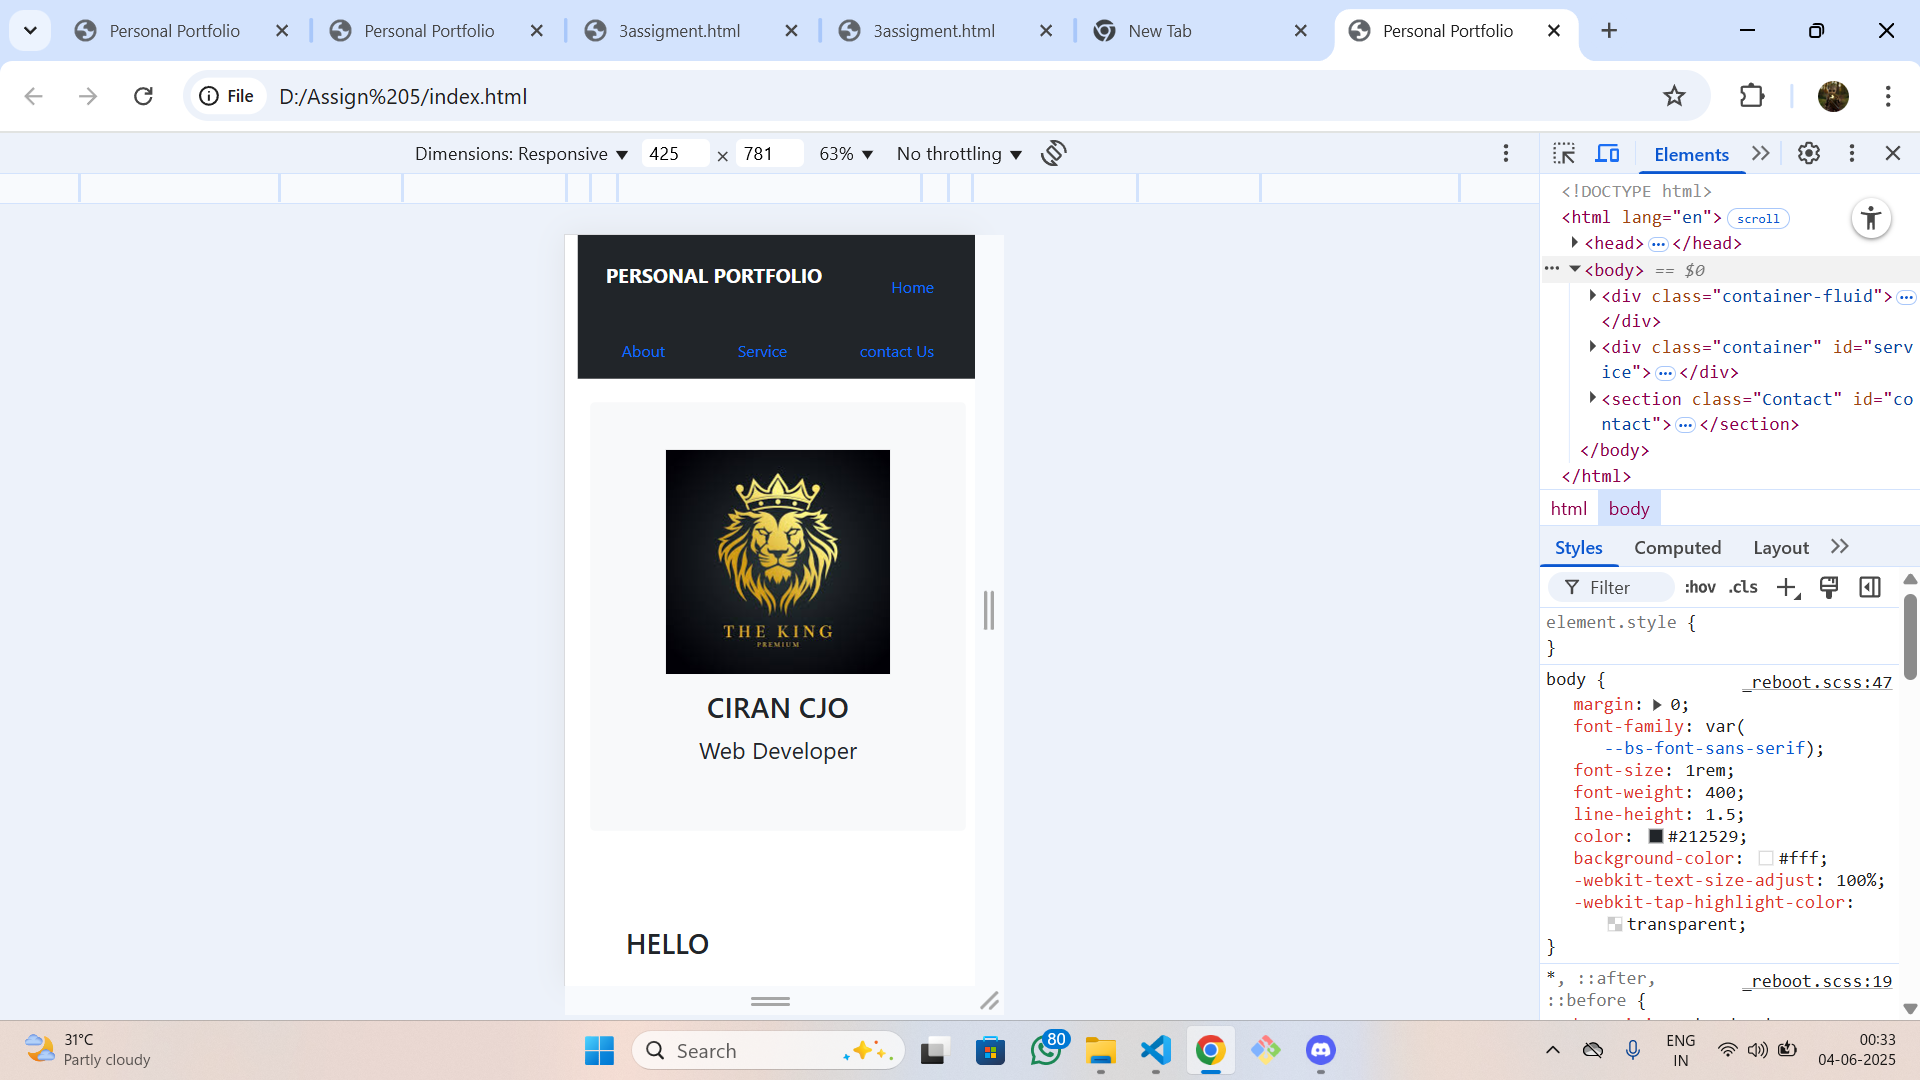 Personal Portfolio
Personal Portfolio
3assigment.html
3assigment.html
New Tab
Personal Portfolio
File
D:/Assign%205/index.html
Dimensions: Responsive
425
×
781
63%
No throttling
Elements
<!DOCTYPE html>
<html lang="en">
scroll
<head>
</head>
<body> == $0
<div class="container-fluid">
</div>
<div class="container" id="serv
ice">
</div>
<section class="Contact" id="co
ntact">
</section>
</body>
</html>
html
body
Styles
Computed
Layout
Filter
:hov
.cls
element.style {
}
body {
_reboot.scss:47
margin: 0;
font-family: var(
--bs-font-sans-serif);
font-size: 1rem;
font-weight: 400;
line-height: 1.5;
color: #212529;
background-color: #fff;
-webkit-text-size-adjust: 100%;
-webkit-tap-highlight-color:
transparent;
}
*, ::after,
_reboot.scss:19
::before {
PERSONAL PORTFOLIO
Home
About
Service
contact Us
THE KING
PREMIUM
CIRAN CJO
Web Developer
HELLO
31°C
Partly cloudy
Search
80
ENG
IN
00:33
04-06-2025